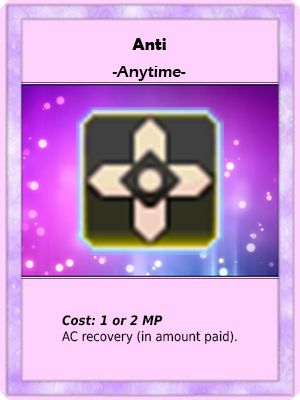 Anti
-Anytime-
Cost: 1 or 2 MP
AC recovery (in amount paid).